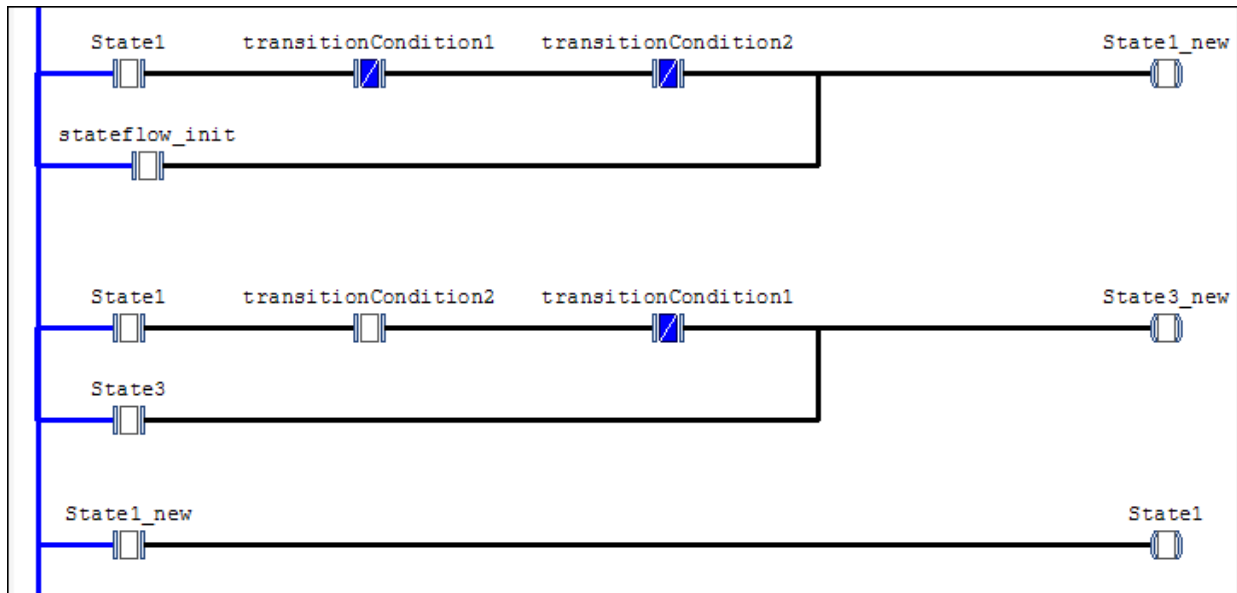 State1 transitionCondition1 transitionCondition2 State1_new
stateflow_init
State1 transitionCondition2 transitionCondition1 State3_new
State3
State1_new State1